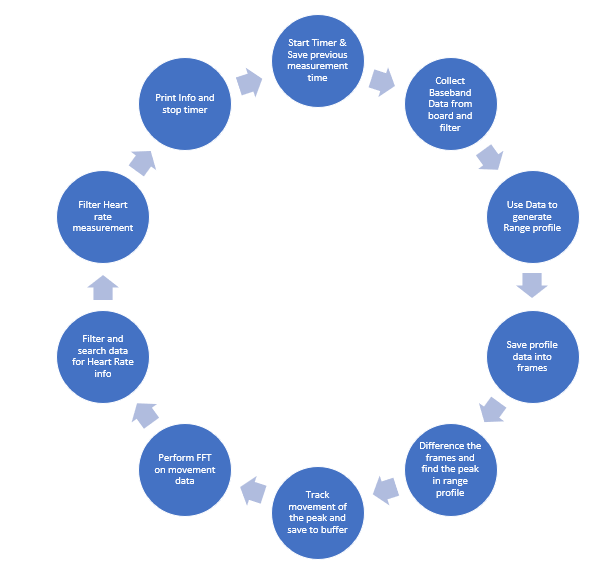 Start Timer &
Save previous
measurement
time
Collect
Baseband
Data from
board and
filter
Use Data to
generate
Range profile
Save profile
data into
frames
Difference the
frames and
find the peak
in range
profile
Track
movement of
the peak and
save to buffer
Perform FFT
on movement
data
Filter and
search data
for Heart Rate
info
Filter Heart
rate
measurement
Print Info and
stop timer